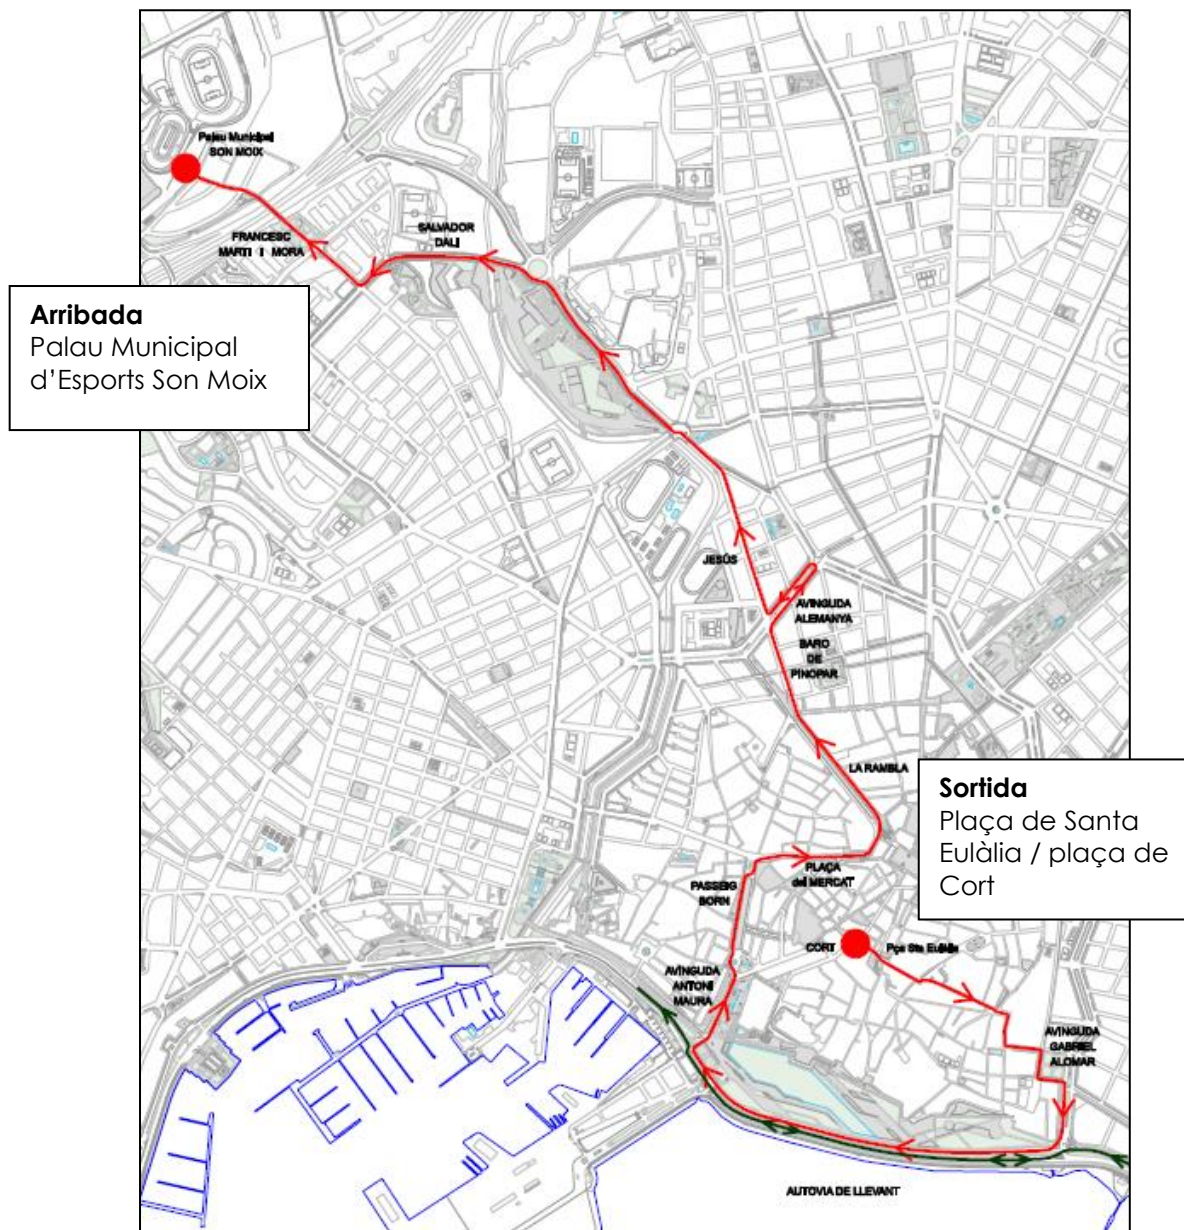 Palau Municipal
SON MOIX
SALVADOR
DALI
FRANCESC
MARTI I MORA
Arribada
Palau Municipal
d'Esports Son Moix
JESÚS
AVINGUDA
ALEMANYA
BARO
DE
PINOPAR
LA RAMBLA
Sortida
Plaça de Santa
Eulàlia / plaça de
Cort
PLAÇA
del MERCAT
PASSEIG
BORN
CORT
Pça Sta Eulàlia
AVINGUDA
ANTONI
MAURA
AVINGUDA
GABRIEL
ALOMAR
AUTOVIA DE LLEVANT